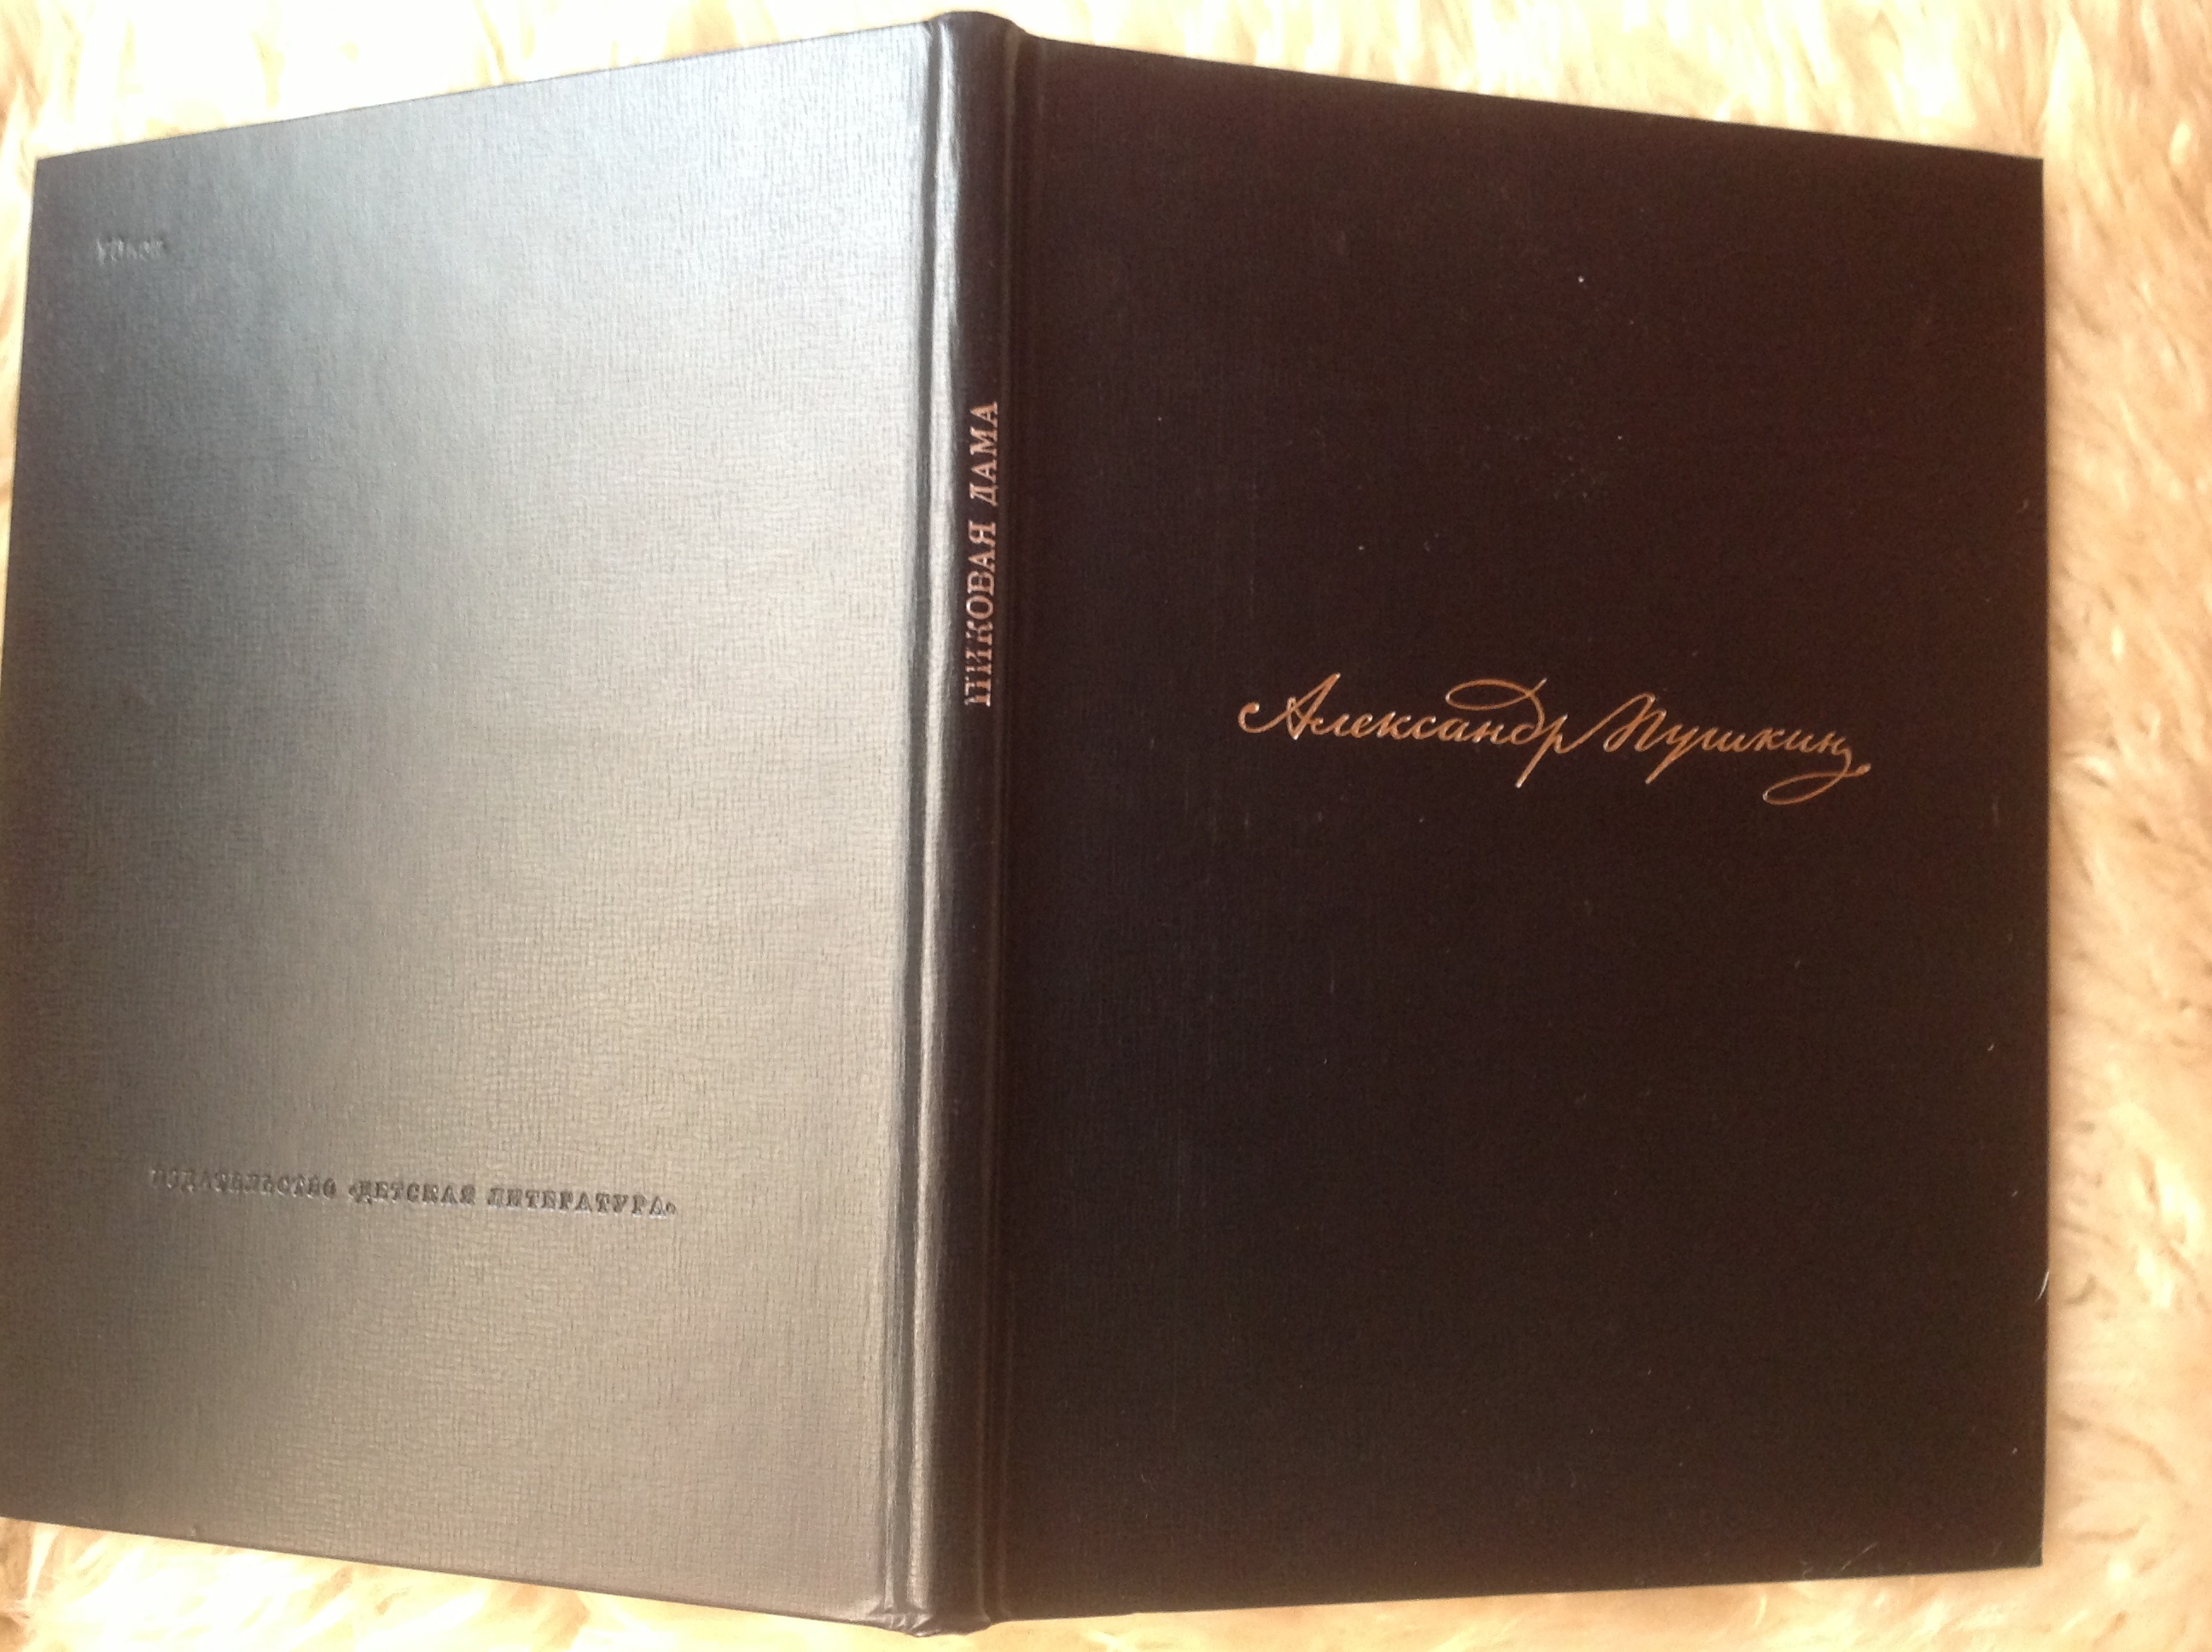 ПИКОВАЯ ДАМА
Александр Пушкин
ИЗДАТЕЛЬСТВО «ДЕТСКАЯ ЛИТЕРАТУРА»